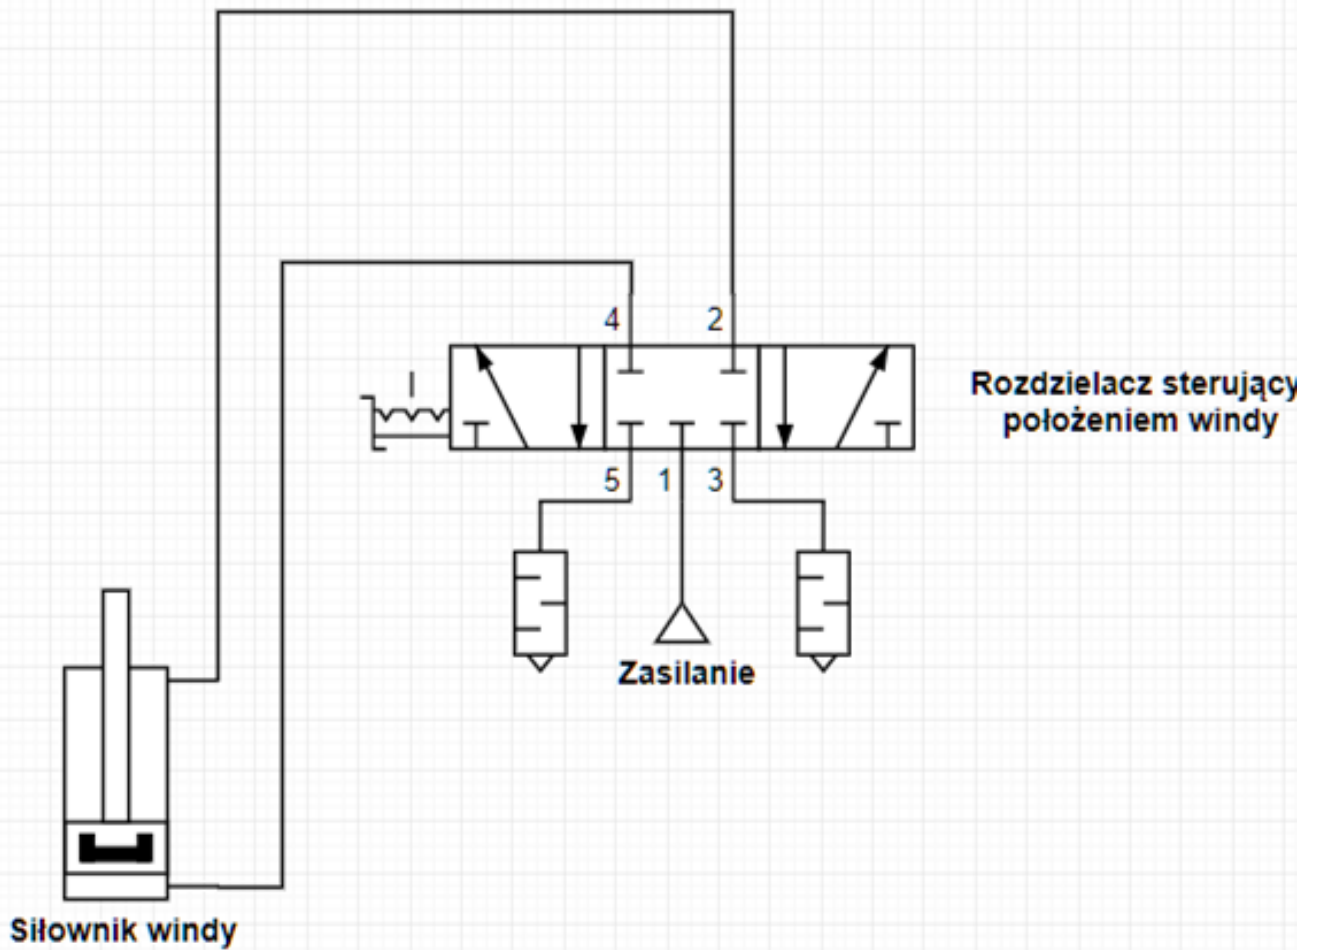 4 2
Rozdzielacz sterujący
położeniem windy
5 1 3
Zasilanie
Siłownik windy